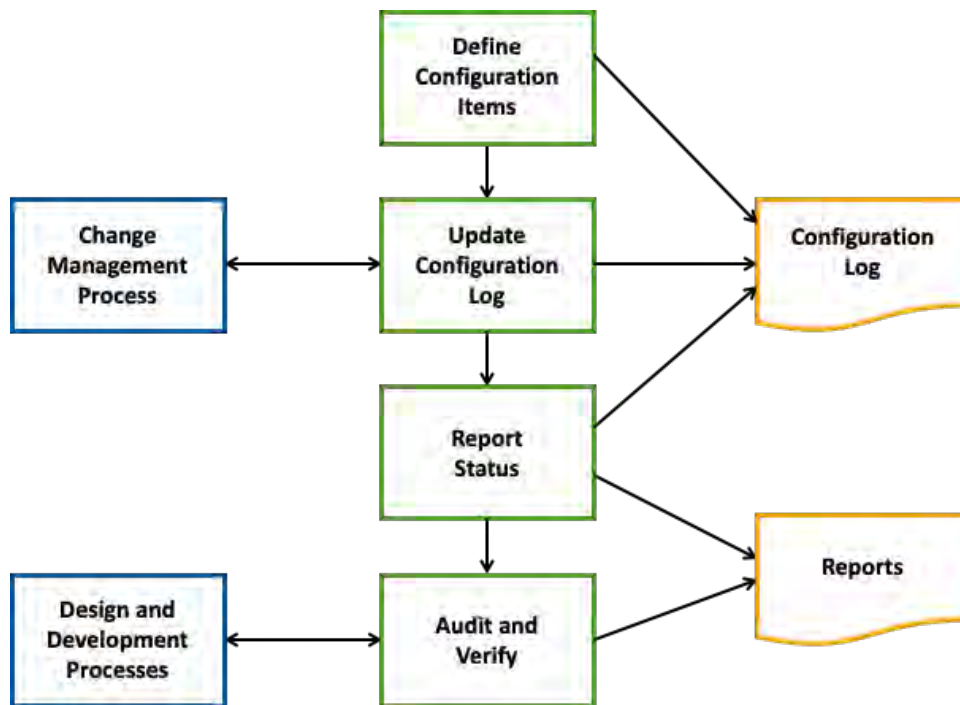 Define
Configuration
Items
Change
Management
Process
Update
Configuration
Log
Configuration
Log
Report
Status
Reports
Design and
Development
Processes
Audit and
Verify